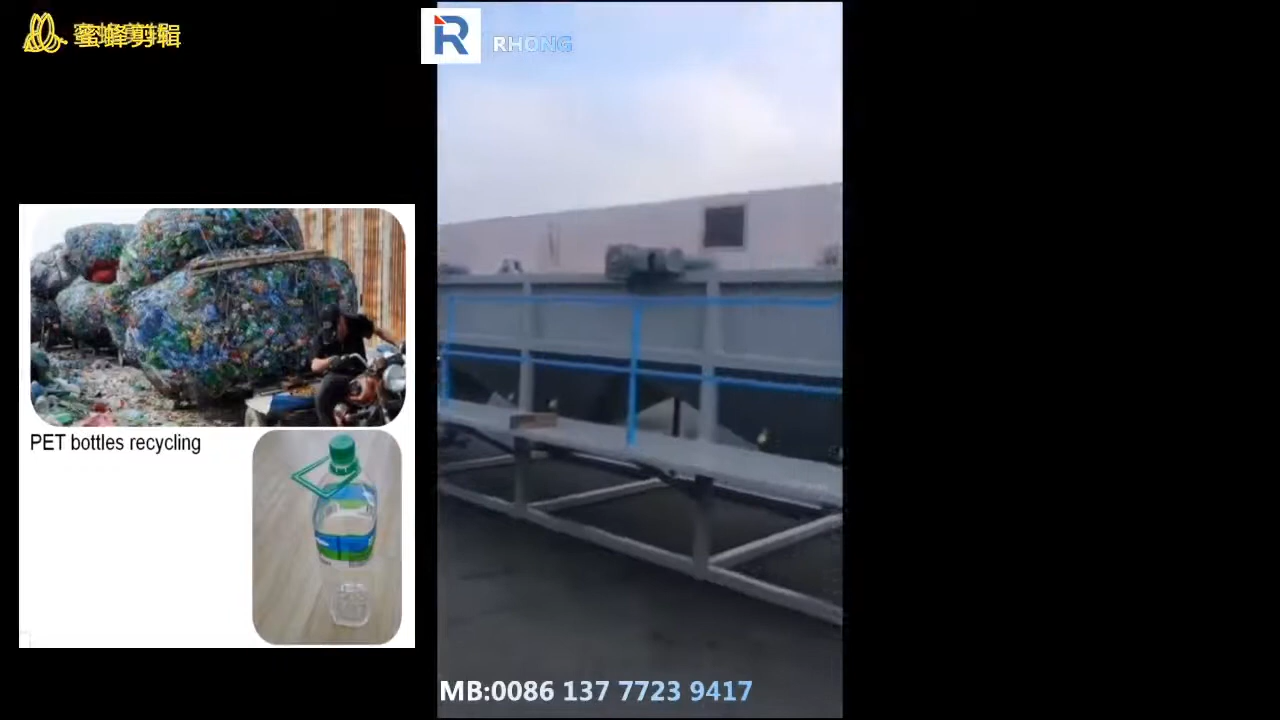 蜜蜂剪辑
R RHONG
PET bottles recycling
MB:0086 137 7723 9417